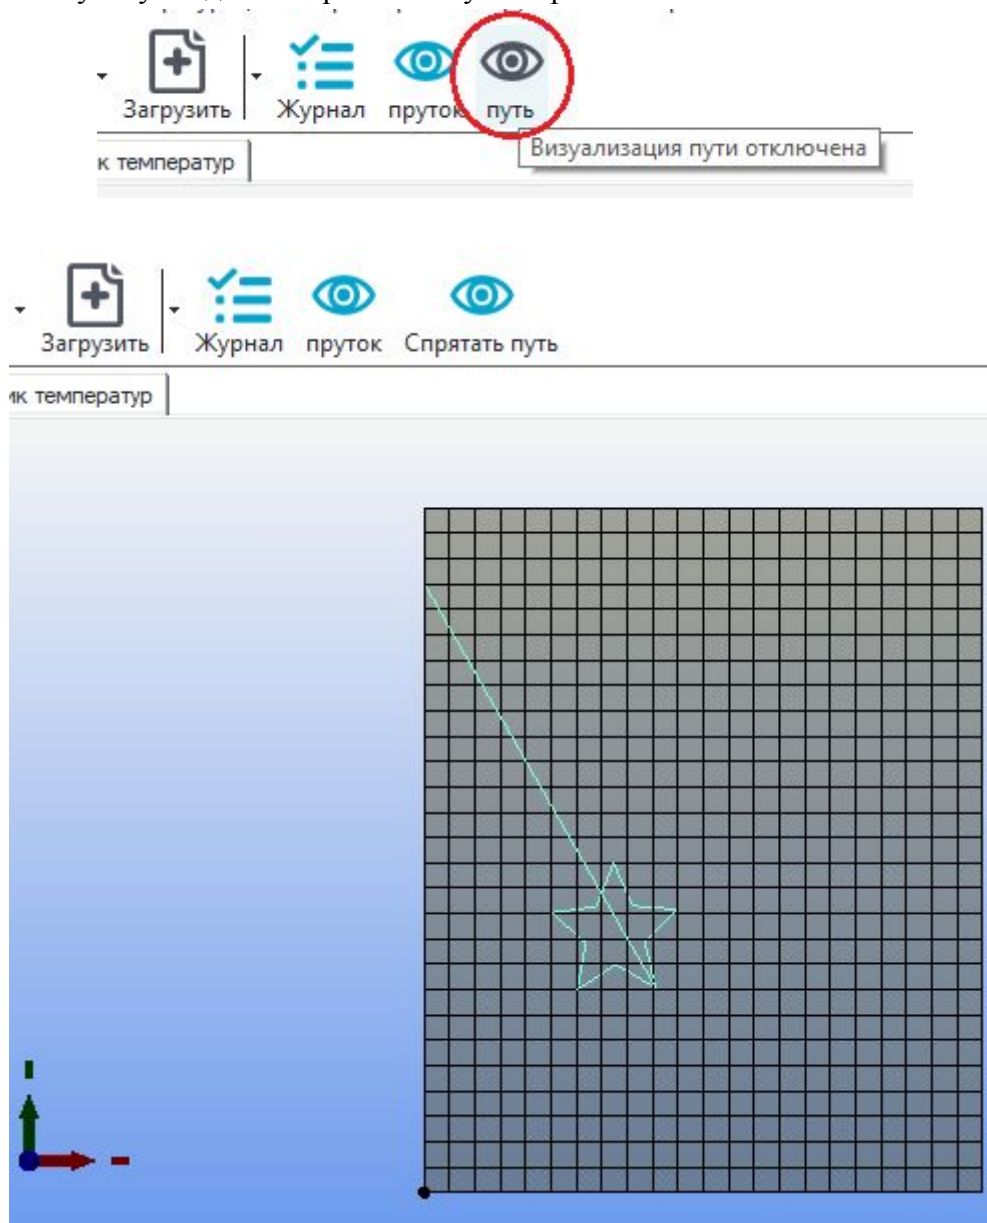 Загрузить Журнал пруток путь
Визуализация пути отключена
к температур
Загрузить Журнал пруток Спрятать путь
ик температур